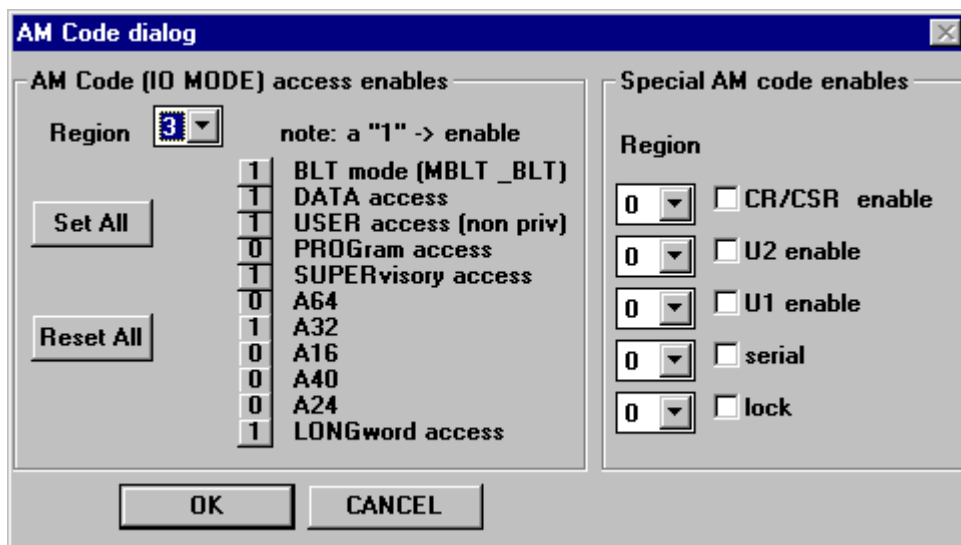 AM Code dialog
AM Code (IO MODE) access enables
Region 3 note: a "1" -> enable
1 BLT mode (MBLT _BLT)
1 DATA access
1 USER access (non priv)
0 PROGram access
1 SUPERvisory access
0 A64
1 A32
0 A16
0 A40
0 A24
1 LONGword access
Set All
Reset All
Special AM code enables
Region
0 CR/CSR enable
0 U2 enable
0 U1 enable
0 serial
0 lock
OK CANCEL